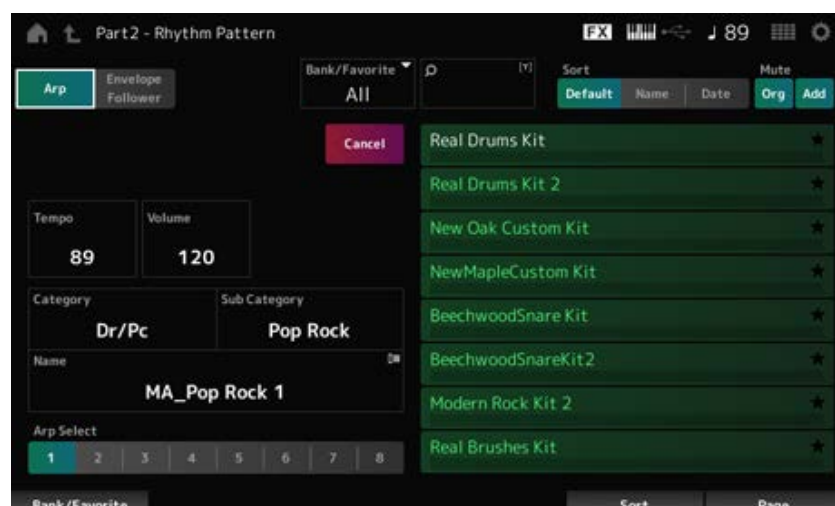 Part2 - Rhythm Pattern
FX
♩ 89
Arp
Envelope
Follower
Bank/Favorite
All
[Y]
Sort
Default Name Date
Mute
Org Add
Cancel
Real Drums Kit
Real Drums Kit 2
New Oak Custom Kit
NewMapleCustom Kit
BeechwoodSnare Kit
BeechwoodSnareKit2
Modern Rock Kit 2
Real Brushes Kit
Tempo
89
Volume
120
Category
Dr/Pc
Sub Category
Pop Rock
Name
MA_Pop Rock 1
Arp Select
1 2 3 4 5 6 7 8
Bank/Favorite
Sort
Page